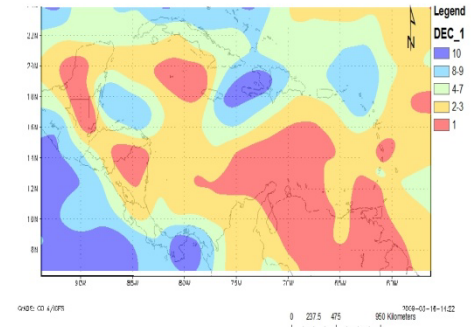 Legend
DEC_1
10
8-9
4-7
2-3
1
N
22N
20N
18N
16N
14N
12N
10N
8N
90W
85W
80W
75W
70W
65W
60W
GrADS: COLA/IGES
2009-03-16-14:22
0 237.5 475 950 Kilometers